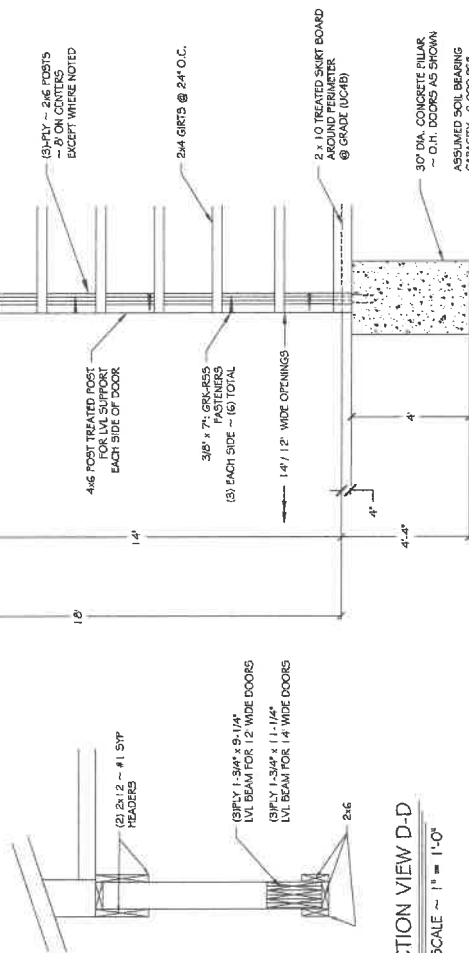 (3)-PLY ~ 2x6 POSTS
~ 8' ON CENTERS
EXCEPT WHERE NOTED
4x6 POST TREATED POST
FOR LVL SUPPORT
EACH SIDE OF DOOR
2x4 GIRTS @ 24" O.C.
3/8" x 7": GRK-RSS
FASTENERS
(3) EACH SIDE ~ (6) TOTAL
14'/ 12' WIDE OPENINGS
2 x 10 TREATED SKIRT BOARD
AROUND PERIMETER
@ GRADE (UC4B)
30" DIA. CONCRETE PILLAR
~ O.H. DOORS AS SHOWN
ASSUMED SOIL BEARING
18'
14'
4"
4'
4'-4"
(2) 2x12 ~ #1 SYP
HEADERS
(3)PLY 1-3/4" x 9-1/4"
LVL BEAM FOR 12' WIDE DOORS
(3)PLY 1-3/4" x 11-1/4"
LVL BEAM FOR 14' WIDE DOORS
2x6
CTION VIEW D-D
SCALE ~ 1" = 1'-0"